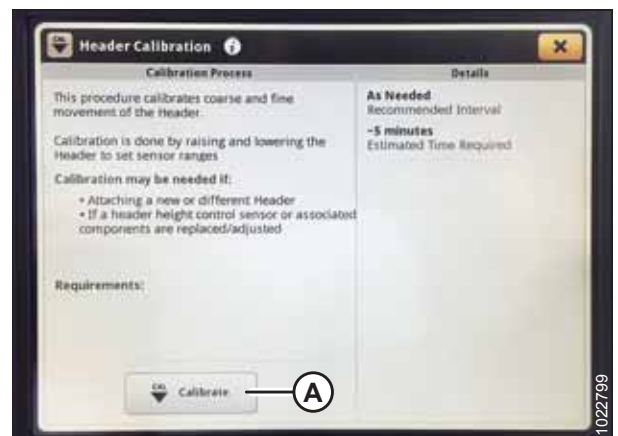 CAL Header Calibration i X
Calibration Process
This procedure calibrates coarse and fine
movement of the Header.
Calibration is done by raising and lowering the
Header to set sensor ranges
Calibration may be needed if:
• Attaching a new or different Header
• If a header height control sensor or associated
components are replaced/adjusted
Requirements:
CAL Calibrate
A
Details
As Needed
Recommended Interval
~5 minutes
Estimated Time Required
1022799